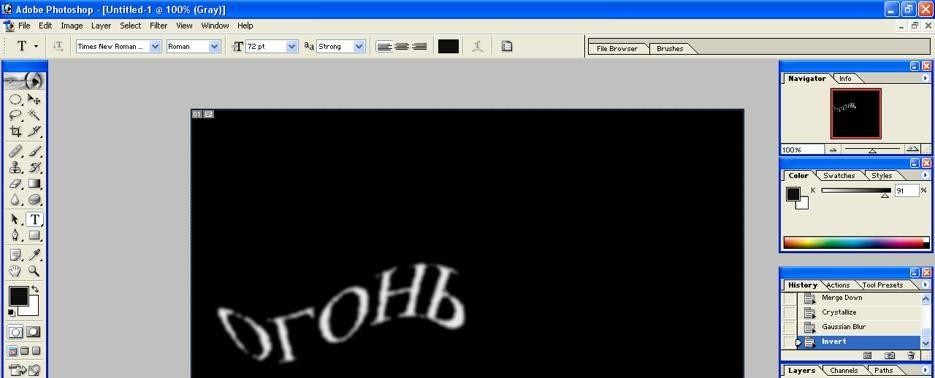 Adobe Photoshop - [Untitled-1 @ 100% (Gray)]
File Edit Image Layer Select Filter View Window Help
T Times New Roman ... Roman T 72 pt aa Strong File Browser Brushes
Navigator Info
01
100%
Color Swatches Styles
K 91 %
ОГОНЬ
History Actions Tool Presets
Merge Down
Crystallize
Gaussian Blur
Invert
Layers Channels Paths